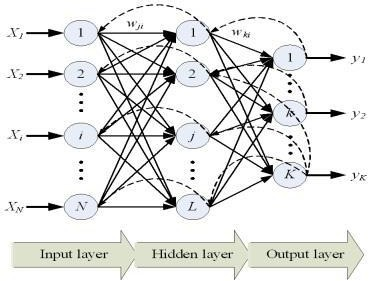 X1 1 wji 1 wki
1 y1
X2 2 2
k y2
Xi i j
K yK
XN N L
Input layer Hidden layer Output layer